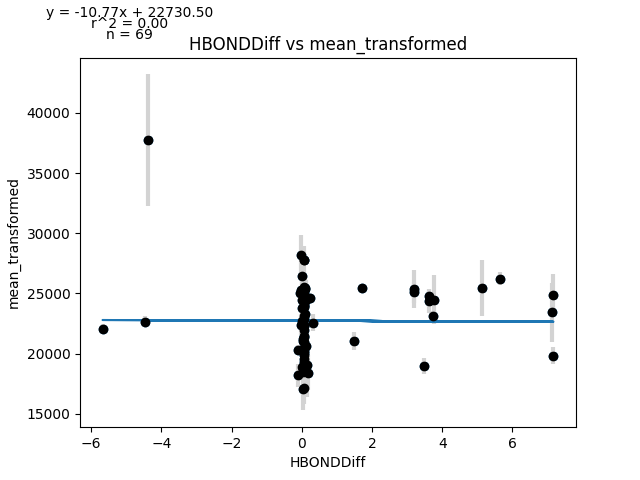 y = -10.77x + 22730.50
r^2 = 0.00
n = 69
HBONDDiff vs mean_transformed
mean_transformed
40000
35000
30000
25000
20000
15000
−6
−4
−2
0
2
4
6
HBONDDiff